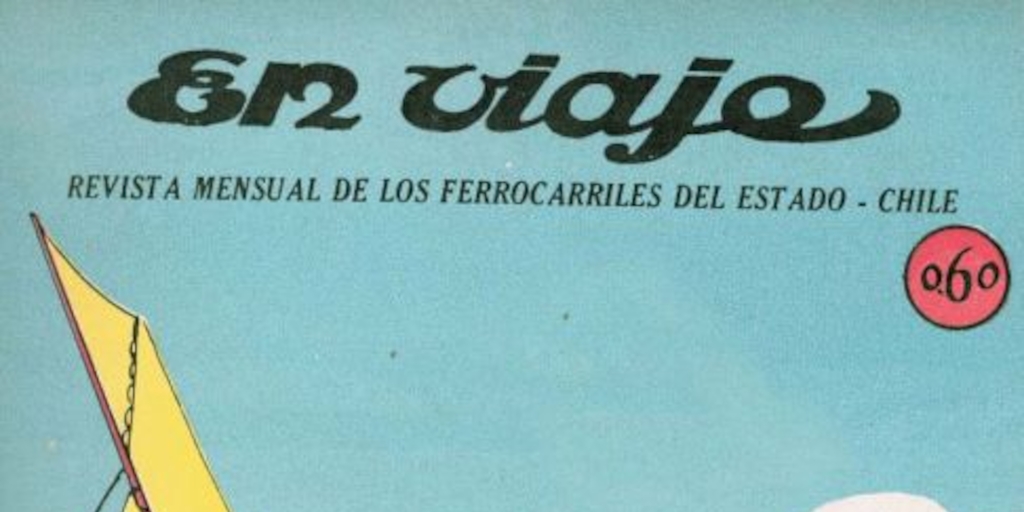 En viaje
REVISTA MENSUAL DE LOS FERROCARRILES DEL ESTADO - CHILE
0.60